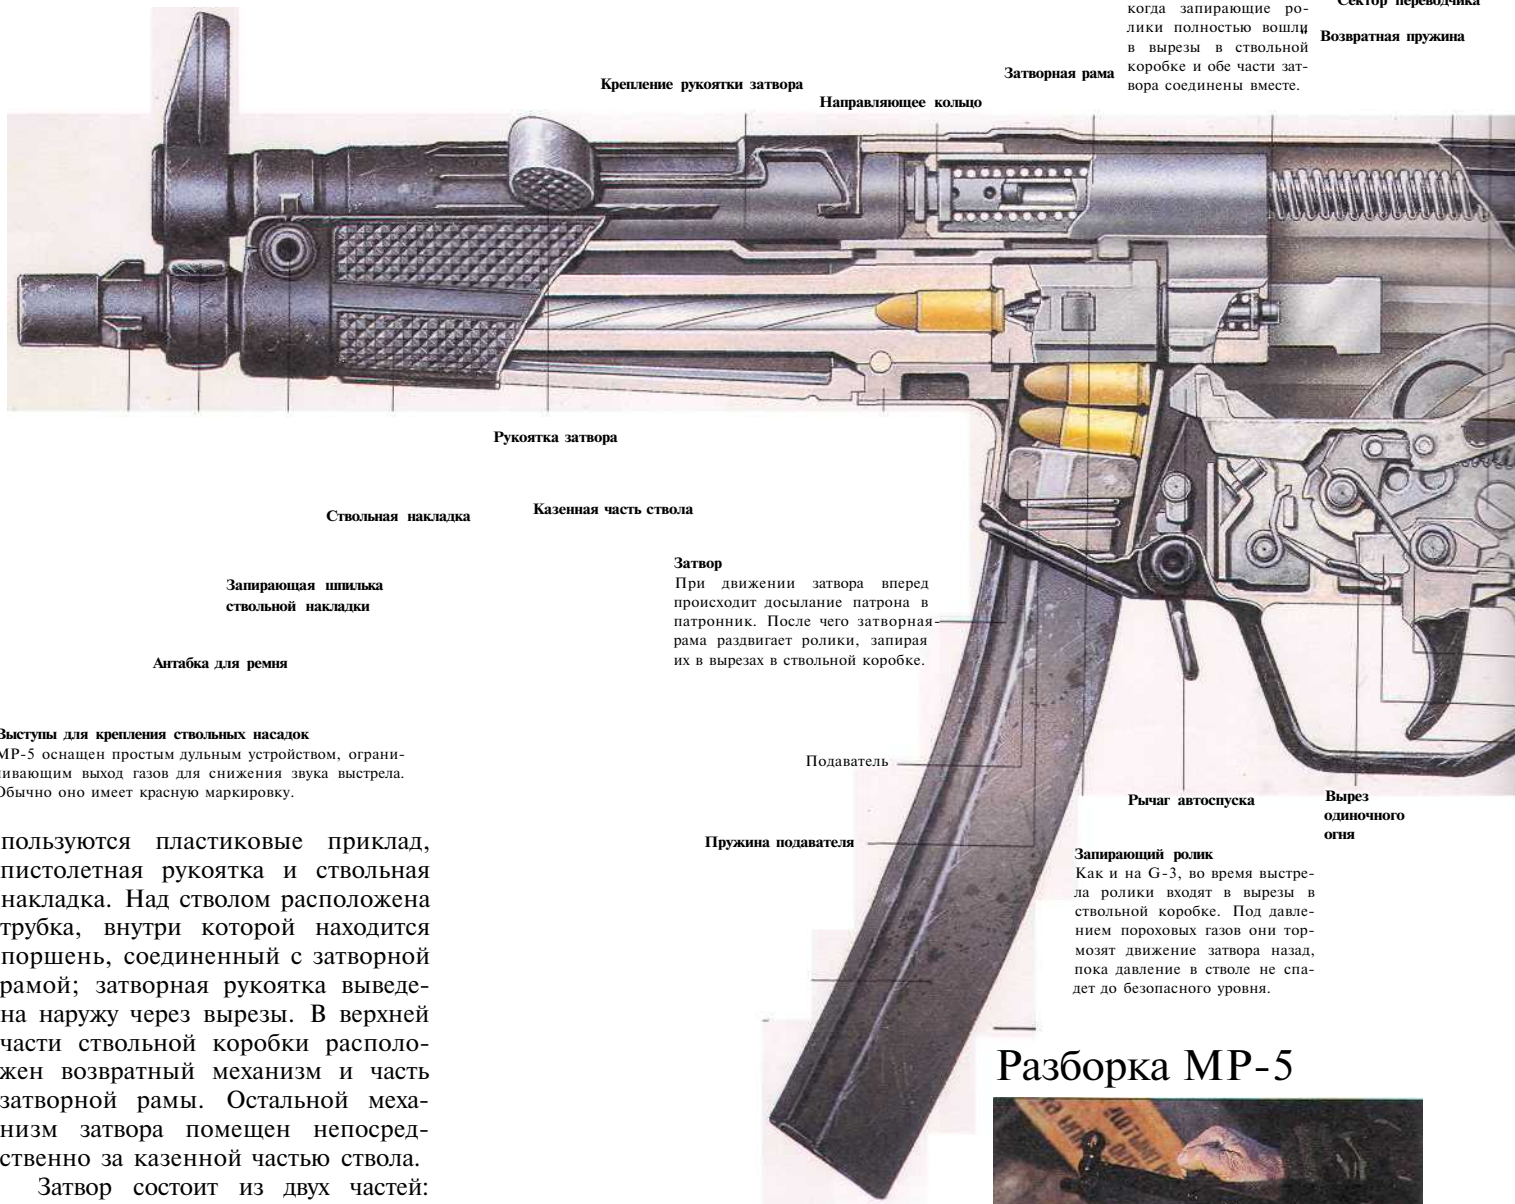 когда запирающие ро-
лики полностью вошли
в вырезы в ствольной
коробке и обе части зат-
вора соединены вместе.
Сектор переводчика
Возвратная пружина
Затворная рама
Крепление рукоятки затвора
Направляющее кольцо
Рукоятка затвора
Ствольная накладка
Казенная часть ствола
Запирающая шпилька
ствольной накладки
Антабка для ремня
Затвор
При движении затвора вперед
происходит досылание патрона в
патронник. После чего затворная
рама раздвигает ролики, запирая
их в вырезах в ствольной коробке.
Выступы для крепления ствольных насадок
МР-5 оснащен простым дульным устройством, ограни-
чивающим выход газов для снижения звука выстрела.
Обычно оно имеет красную маркировку.
Подаватель
Пружина подавателя
Рычаг автоспуска
Вырез
одиночного
огня
Запирающий ролик
Как и на G-3, во время выстре-
ла ролики входят в вырезы в
ствольной коробке. Под давле-
нием пороховых газов они тор-
мозят движение затвора назад,
пока давление в стволе не спа-
дет до безопасного уровня.
пользуются пластиковые приклад,
пистолетная рукоятка и ствольная
накладка. Над стволом расположена
трубка, внутри которой находится
поршень, соединенный с затворной
рамой; затворная рукоятка выведе-
на наружу через вырезы. В верхней
части ствольной коробки располо-
жен возвратный механизм и часть
затворной рамы. Остальной меха-
низм затвора помещен непосред-
ственно за казенной частью ствола.
Затвор состоит из двух частей:
Разборка МР-5